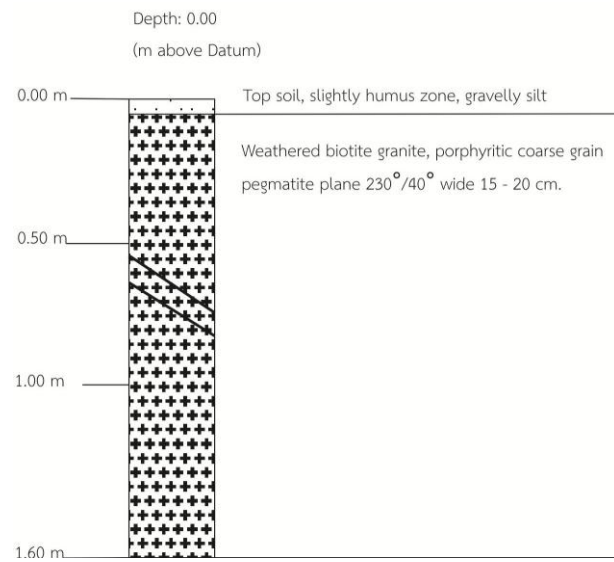 Depth: 0.00
(m above Datum)
0.00 m
Top soil, slightly humus zone, gravelly silt
Weathered biotite granite, porphyritic coarse grain
pegmatite plane 230°/40° wide 15 - 20 cm.
0.50 m
1.00 m
1.60 m